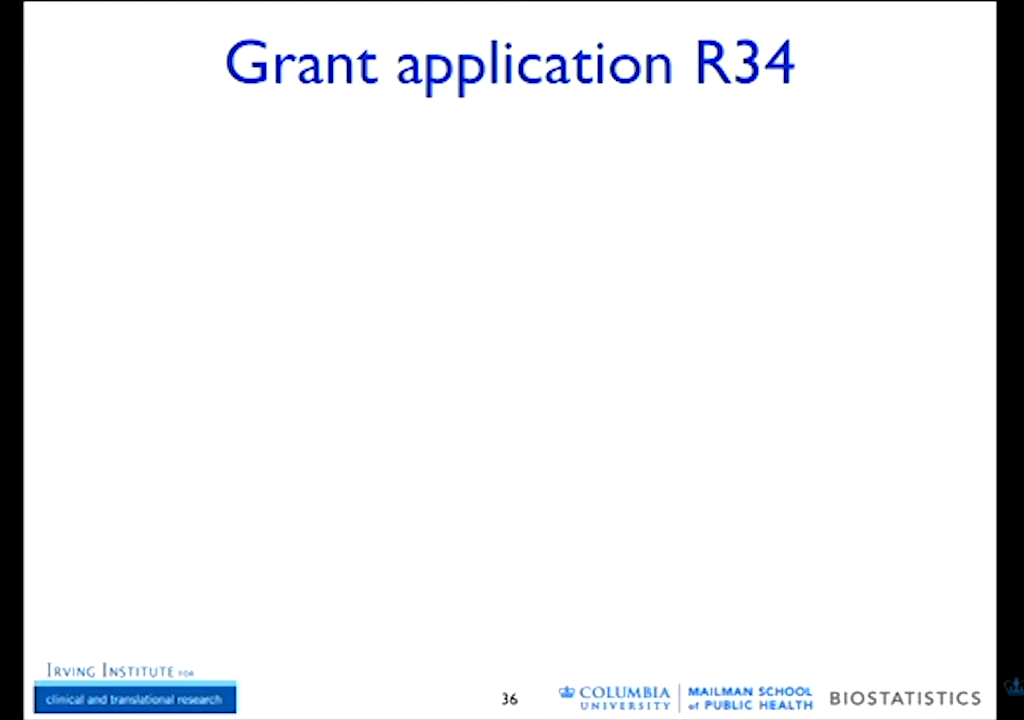 Grant application R34
IRVING INSTITUTE FOR
clinical and translational research
36
COLUMBIA
UNIVERSITY
MAILMAN SCHOOL
of PUBLIC HEALTH
BIOSTATISTICS